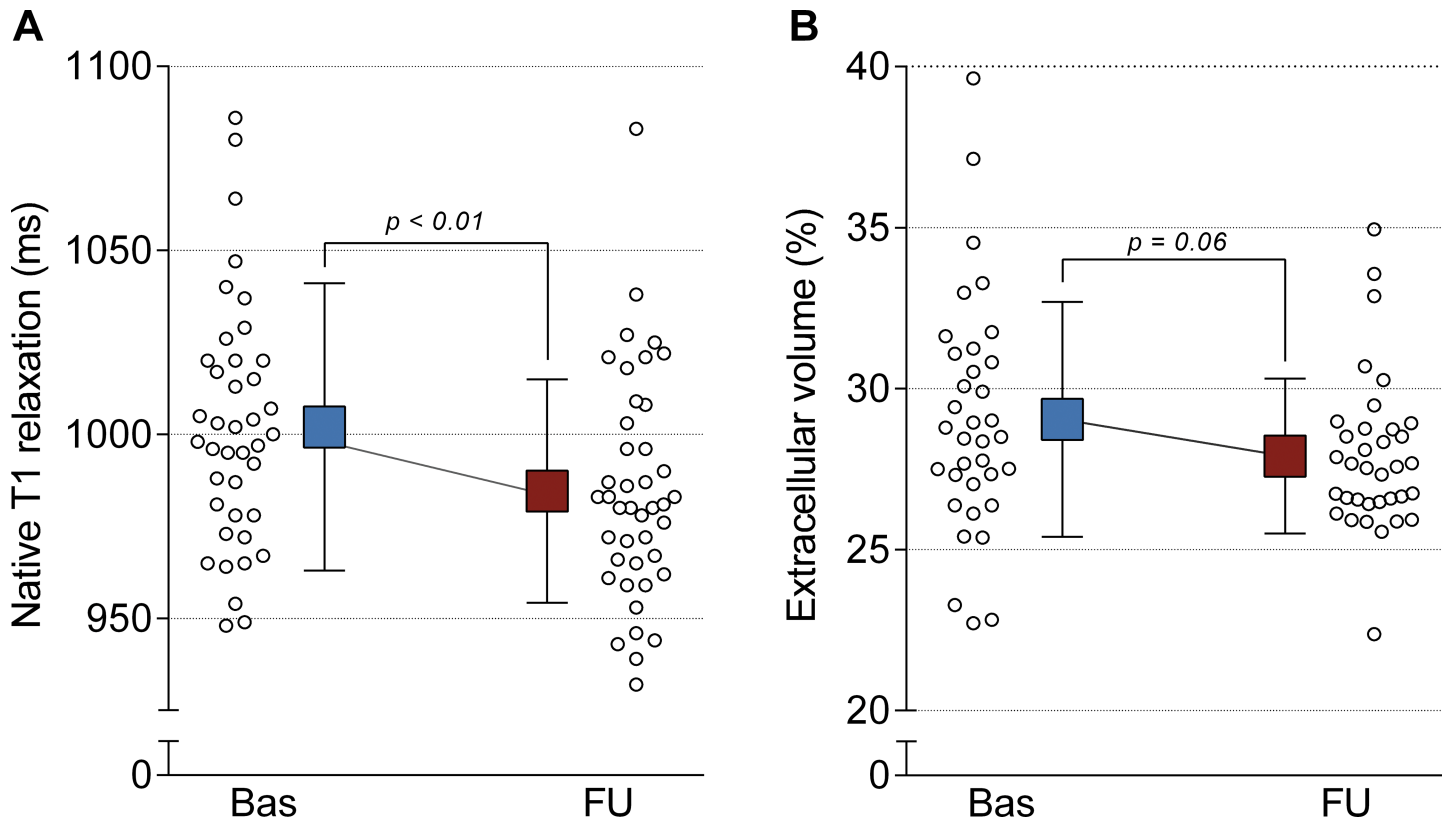 A
Native T1 relaxation (ms)
1100
1050
1000
950
0
p < 0.01
Bas
FU
B
Extracellular volume (%)
40
35
30
25
20
0
p = 0.06
Bas
FU